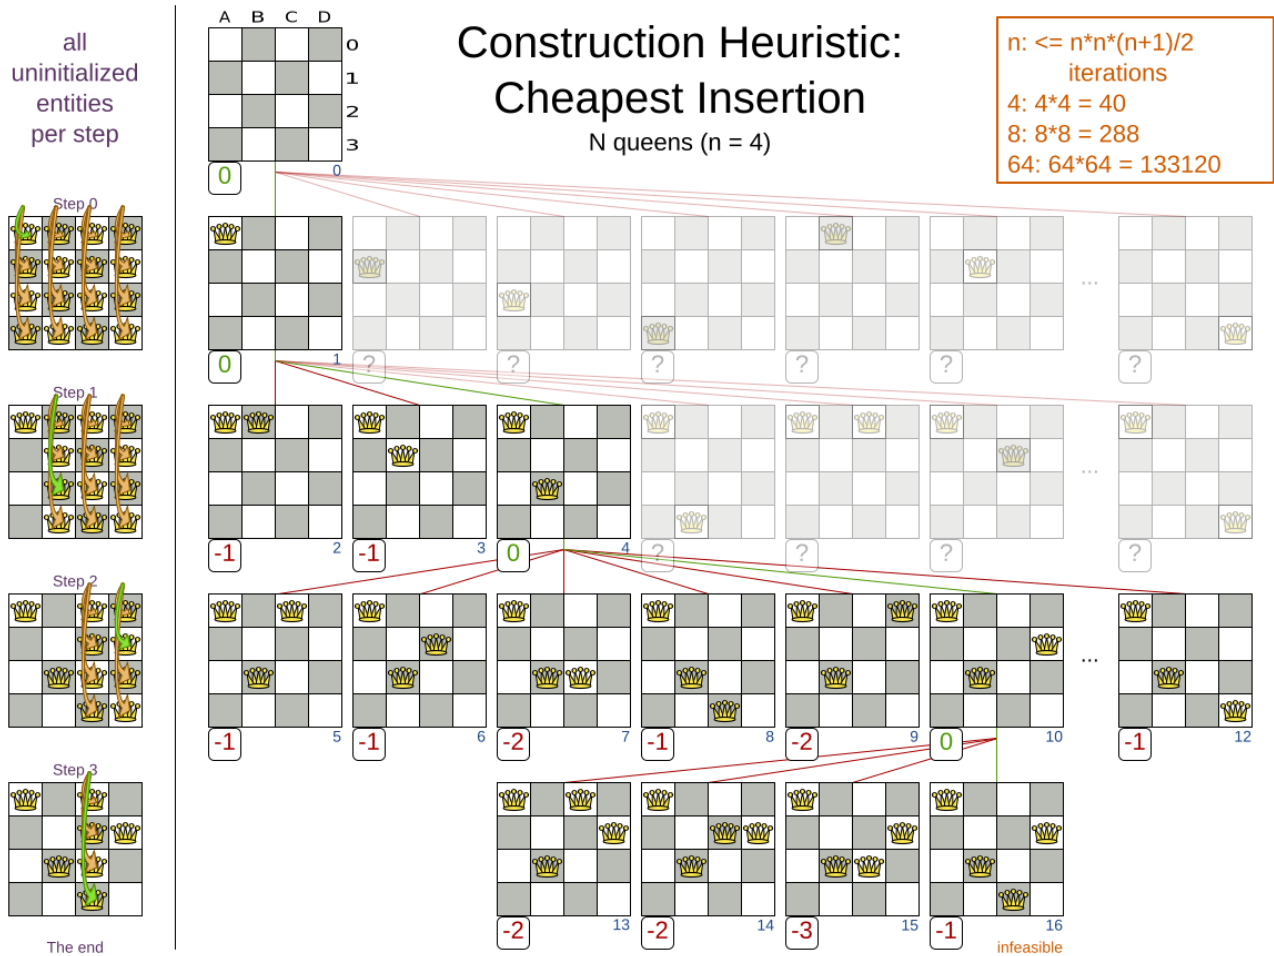 all
uninitialized
entities
per step
A B C D
0
1
2
3
Construction Heuristic:
Cheapest Insertion
N queens (n = 4)
n: <= n*n*(n+1)/2
iterations
4: 4*4 = 40
8: 8*8 = 288
64: 64*64 = 133120
0 0
Step 0
...
0 1 ? ? ? ? ? ?
Step 1
...
-1 2 -1 3 0 4 ? ? ? ?
Step 2
...
-1 5 -1 6 -2 7 -1 8 -2 9 0 10 -1 12
Step 3
-2 13 -2 14 -3 15 -1 16
The end
infeasible